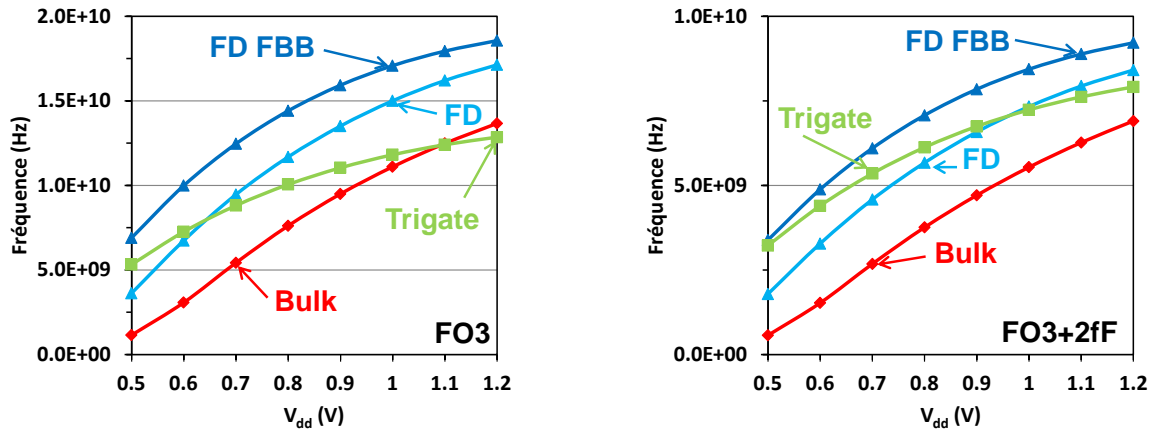 2.0E+10
1.5E+10
1.0E+10
5.0E+09
0.0E+00
Fréquence (Hz)
FD FBB
FD
Trigate
Bulk
FO3
0.5 0.6 0.7 0.8 0.9 1 1.1 1.2
Vdd (V)
1.0E+10
5.0E+09
0.0E+00
Fréquence (Hz)
FD FBB
Trigate
FD
Bulk
FO3+2fF
0.5 0.6 0.7 0.8 0.9 1 1.1 1.2
Vdd (V)